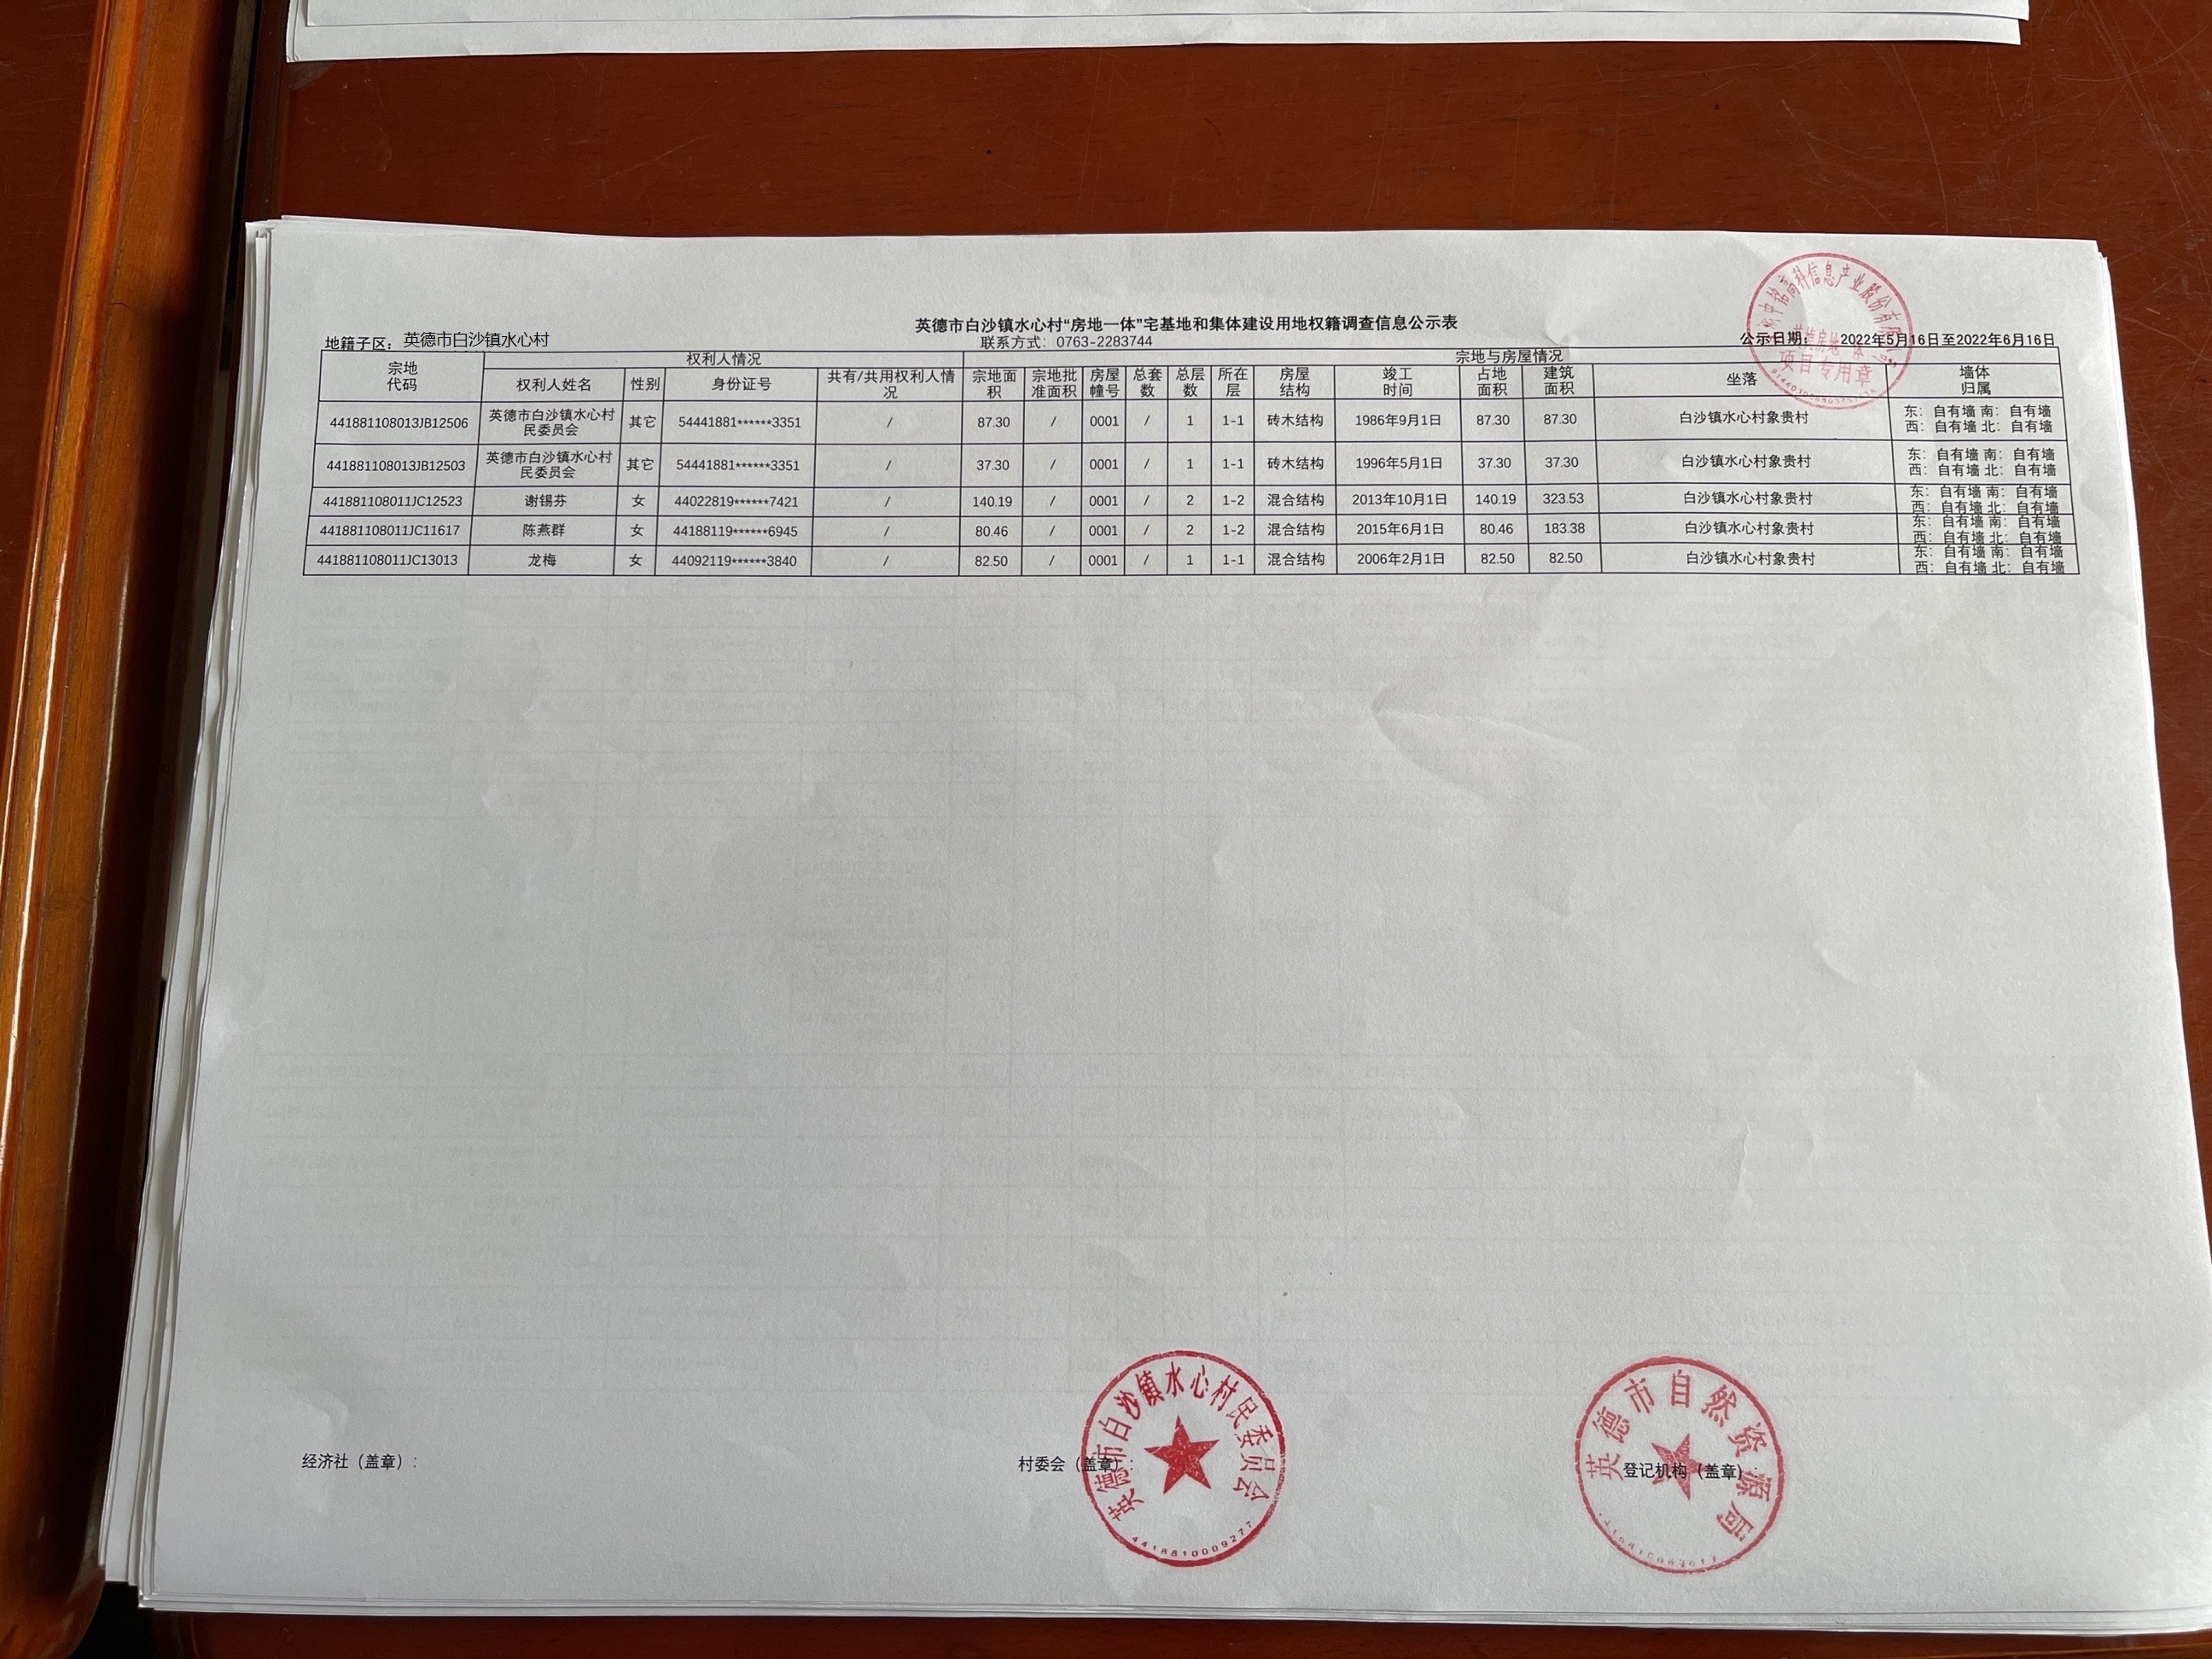 英德市白沙镇水心村“房地一体”宅基地和集体建设用地权籍调查信息公示表
地籍子区：英德市白沙镇水心村 联系方式：0763-2283744 公示日期： 2022年5月16日至2022年6月16日
宗地代码 权利人情况 宗地与房屋情况
权利人姓名 性别 身份证号 共有/共用权利人情况 宗地面积 宗地批准面积 房屋幢号 总套数 总层数 所在层 房屋结构 竣工时间 占地面积 建筑面积 坐落 墙体归属
441881108013JB12506 英德市白沙镇水心村民委员会 其它 54441881******3351 / 87.30 / 0001 / 1 1-1 砖木结构 1986年9月1日 87.30 87.30 白沙镇水心村象贵村 东：自有墙 南：自有墙 西：自有墙 北：自有墙
441881108013JB12503 英德市白沙镇水心村民委员会 其它 54441881******3351 / 37.30 / 0001 / 1 1-1 砖木结构 1996年5月1日 37.30 37.30 白沙镇水心村象贵村 东：自有墙 南：自有墙 西：自有墙 北：自有墙
441881108011JC12523 谢锡芬 女 44022819******7421 / 140.19 / 0001 / 2 1-2 混合结构 2013年10月1日 140.19 323.53 白沙镇水心村象贵村 东：自有墙 南：自有墙 西：自有墙 北：自有墙
441881108011JC11617 陈燕群 女 44188119******6945 / 80.46 / 0001 / 2 1-2 混合结构 2015年6月1日 80.46 183.38 白沙镇水心村象贵村 东：自有墙 南：自有墙 西：自有墙 北：自有墙
441881108011JC13013 龙梅 女 44092119******3840 / 82.50 / 0001 / 1 1-1 混合结构 2006年2月1日 82.50 82.50 白沙镇水心村象贵村 东：自有墙 南：自有墙 西：自有墙 北：自有墙
信息产业股份有限
项目专用章
经济社（盖章）： 村委会（盖章）： 登记机构（盖章）
英德市白沙镇水心村民委员会
4418810009277
英德市自然资源局